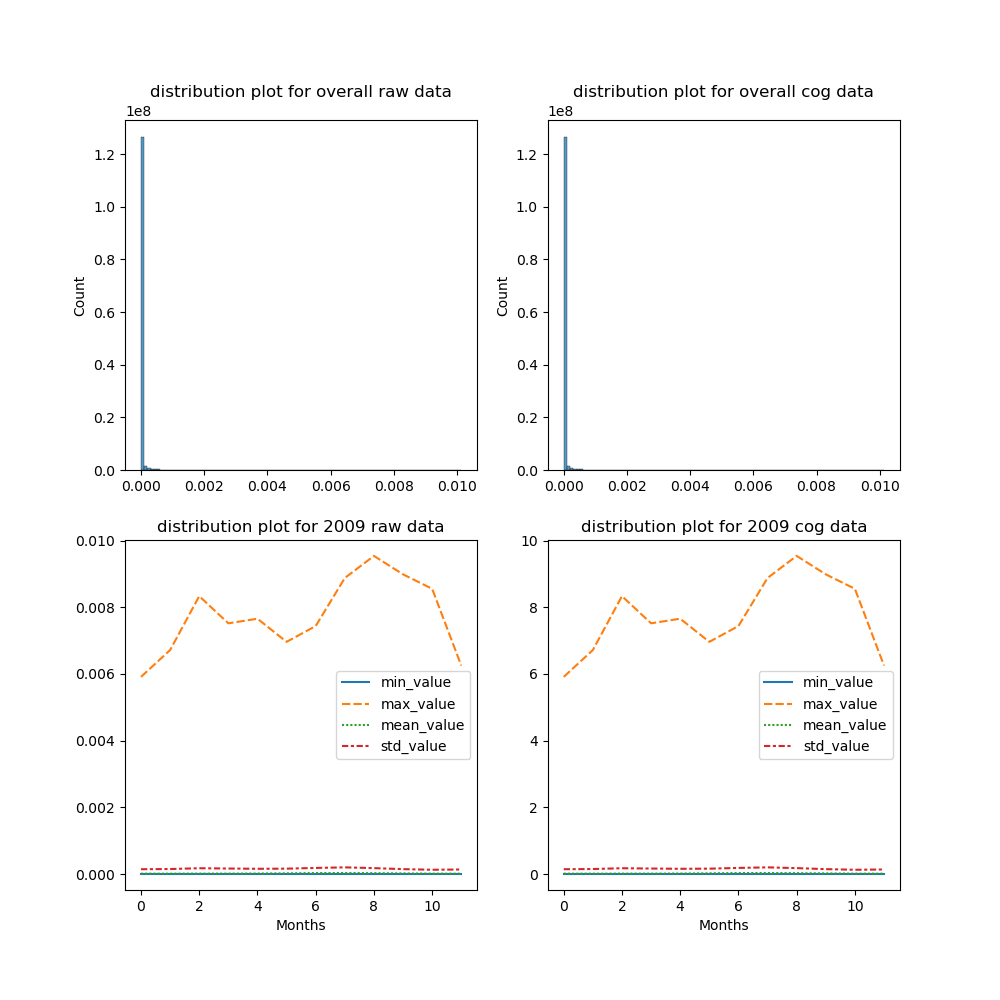 distribution plot for overall raw data
1e8
1.2
1.0
0.8
0.6
0.4
0.2
0.0
Count
0.000 0.002 0.004 0.006 0.008 0.010
distribution plot for overall cog data
1e8
1.2
1.0
0.8
0.6
0.4
0.2
0.0
Count
0.000 0.002 0.004 0.006 0.008 0.010
distribution plot for 2009 raw data
0.010
0.008
0.006
0.004
0.002
0.000
min_value
max_value
mean_value
std_value
0 2 4 6 8 10
Months
distribution plot for 2009 cog data
10
8
6
4
2
0
min_value
max_value
mean_value
std_value
0 2 4 6 8 10
Months